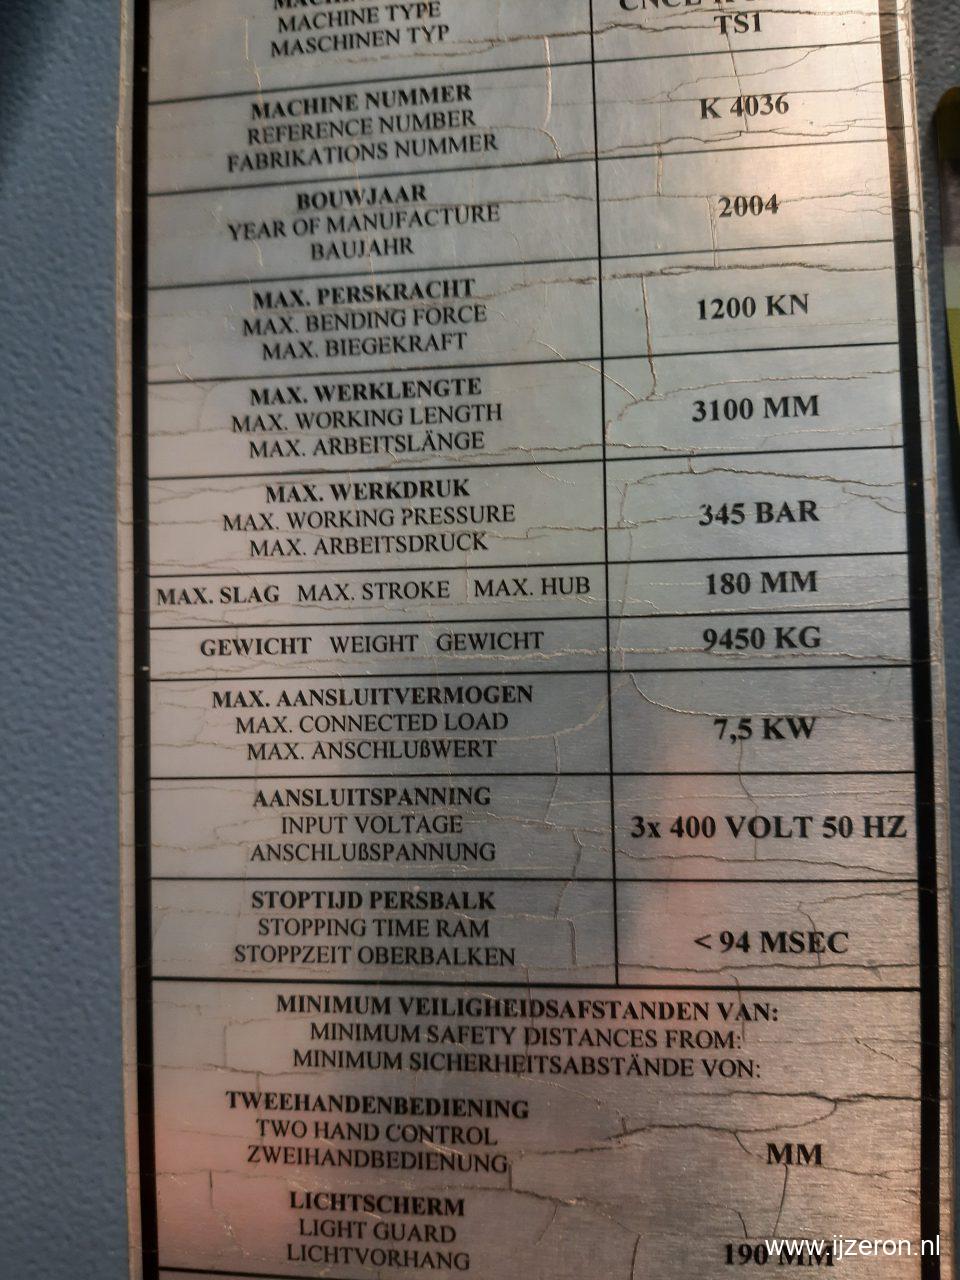 MACHINE TYPE
MASCHINEN TYP
TS1
MACHINE NUMMER
REFERENCE NUMBER
FABRIKATIONS NUMMER
K 4036
BOUWJAAR
YEAR OF MANUFACTURE
BAUJAHR
2004
MAX. PERSKRACHT
MAX. BENDING FORCE
MAX. BIEGEKRAFT
1200 KN
MAX. WERKLENGTE
MAX. WORKING LENGTH
MAX. ARBEITSLÄNGE
3100 MM
MAX. WERKDRUK
MAX. WORKING PRESSURE
MAX. ARBEITSDRUCK
345 BAR
MAX. SLAG MAX. STROKE MAX. HUB
180 MM
GEWICHT WEIGHT GEWICHT
9450 KG
MAX. AANSLUITVERMOGEN
MAX. CONNECTED LOAD
MAX. ANSCHLUßWERT
7,5 KW
AANSLUITSPANNING
INPUT VOLTAGE
ANSCHLUßSPANNUNG
3x 400 VOLT 50 HZ
STOPTIJD PERSBALK
STOPPING TIME RAM
STOPPZEIT OBERBALKEN
< 94 MSEC
MINIMUM VEILIGHEIDSAFSTANDEN VAN:
MINIMUM SAFETY DISTANCES FROM:
MINIMUM SICHERHEITSABSTÄNDE VON:
TWEEHANDENBEDIENING
TWO HAND CONTROL
ZWEIHANDBEDIENUNG
MM
LICHTSCHERM
LIGHT GUARD
LICHTVORHANG
190 MM
www.ijzeron.nl